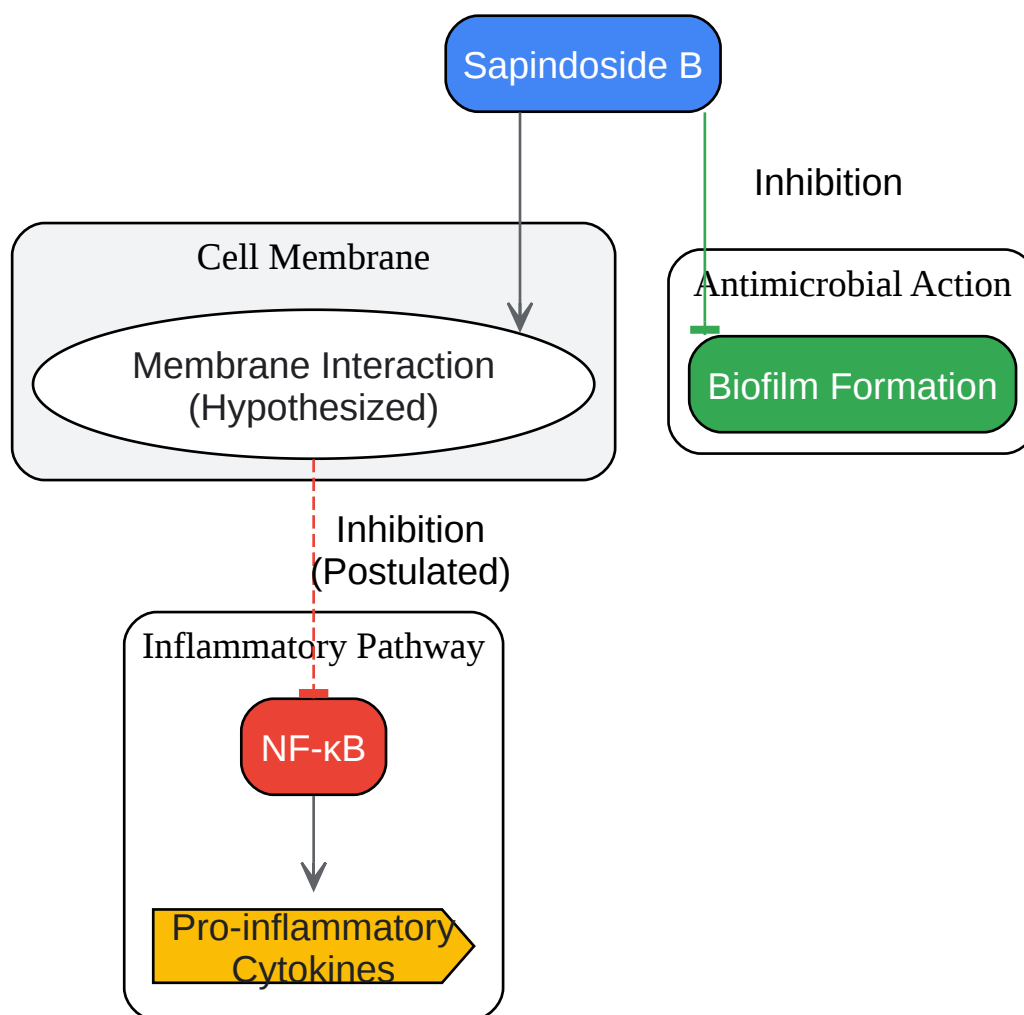 Sapindoside B
Inhibition
Cell Membrane
Antimicrobial Action
Membrane Interaction
(Hypothesized)
Biofilm Formation
Inhibition
(Postulated)
Inflammatory Pathway
NF-κB
Pro-inflammatory
Cytokines